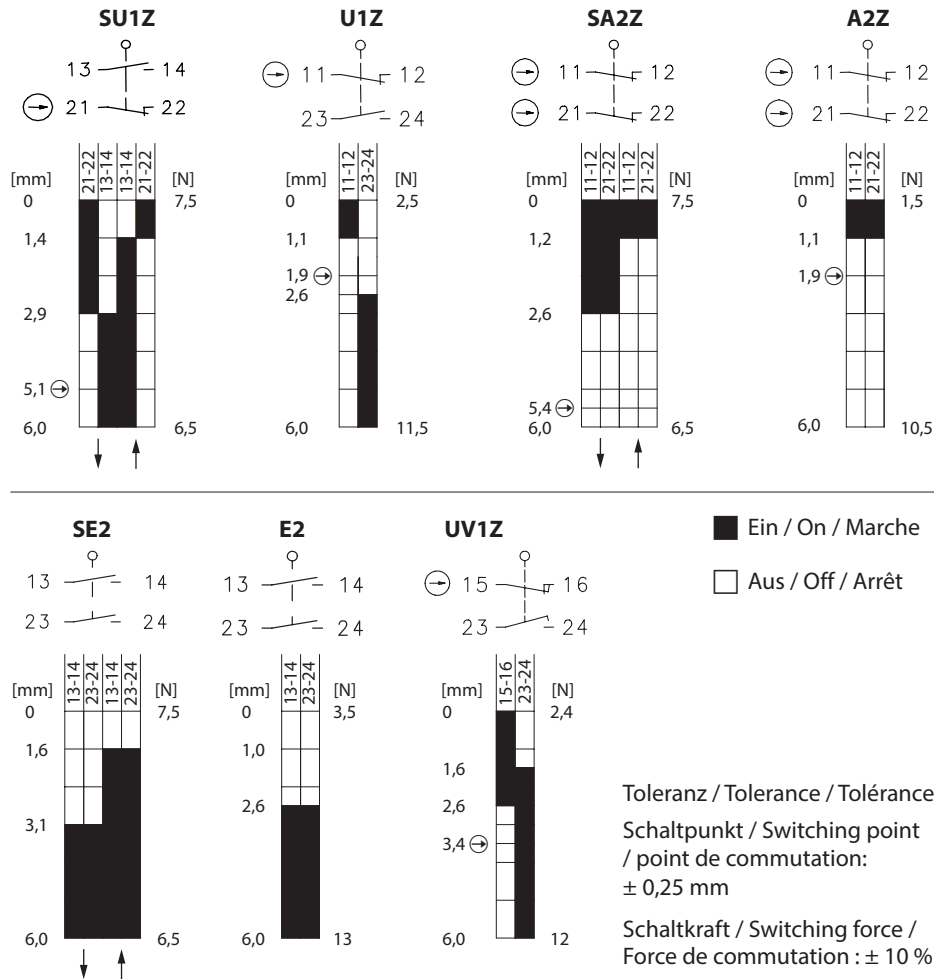 SU1Z
13 14
21 22
[mm] 21-22 13-14 13-14 21-22 [N]
0 7,5
1,4
2,9
5,1
6,0 6,5
U1Z
11 12
23 24
[mm] 11-12 23-24 [N]
0 2,5
1,1
1,9
2,6
6,0 11,5
SA2Z
11 12
21 22
[mm] 11-12 21-22 11-12 21-22 [N]
0 7,5
1,2
2,6
5,4
6,0 6,5
A2Z
11 12
21 22
[mm] 11-12 21-22 [N]
0 1,5
1,1
1,9
6,0 10,5
SE2
13 14
23 24
[mm] 13-14 23-24 13-14 23-24 [N]
0 7,5
1,6
3,1
6,0 6,5
E2
13 14
23 24
[mm] 13-14 23-24 [N]
0 3,5
1,0
2,6
6,0 13
UV1Z
15 16
23 24
[mm] 15-16 23-24 [N]
0 2,4
1,6
2,6
3,4
6,0 12
Ein / On / Marche
Aus / Off / Arrêt
Toleranz / Tolerance / Tolérance
Schaltpunkt / Switching point
/ point de commutation:
± 0,25 mm
Schaltkraft / Switching force /
Force de commutation : ± 10 %